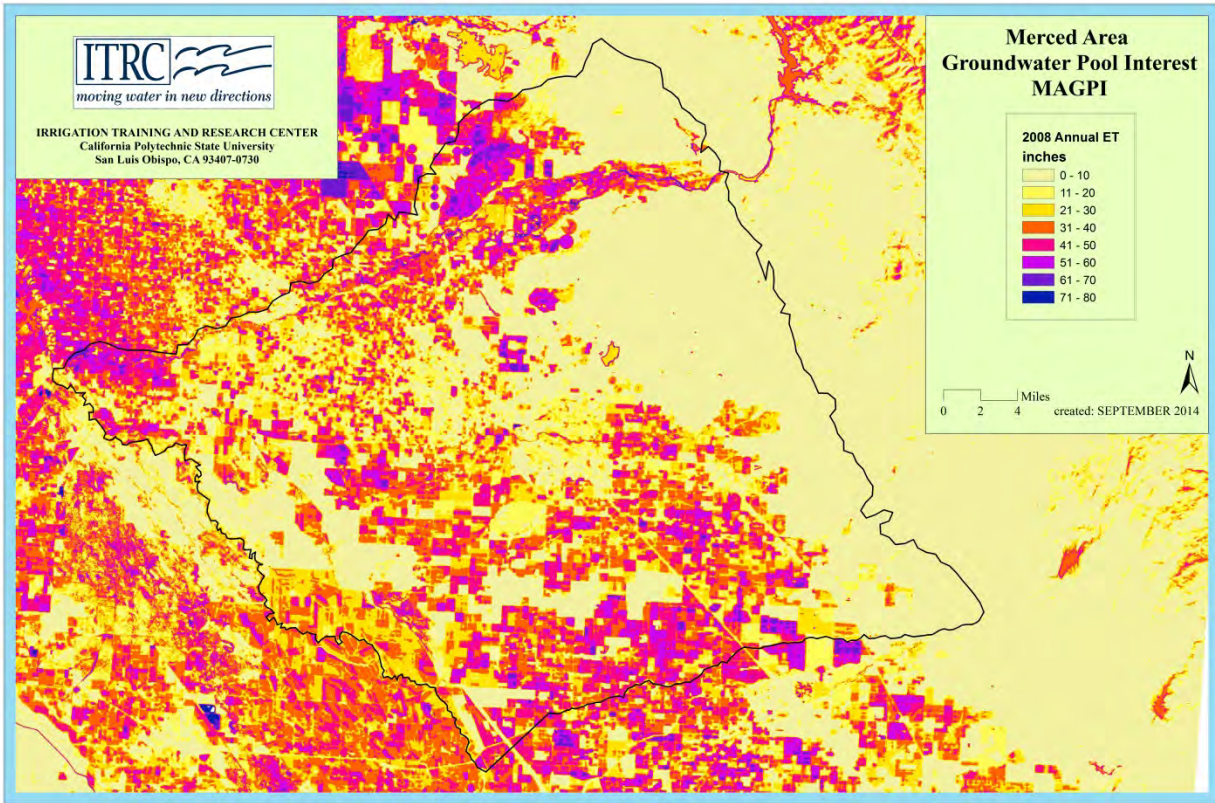 ITRC
moving water in new directions
IRRIGATION TRAINING AND RESEARCH CENTER
California Polytechnic State University
San Luis Obispo, CA 93407-0730
Merced Area
Groundwater Pool Interest
MAGPI
2008 Annual ET
inches
0 - 10
11 - 20
21 - 30
31 - 40
41 - 50
51 - 60
61 - 70
71 - 80
N
Miles
0 2 4
created: SEPTEMBER 2014